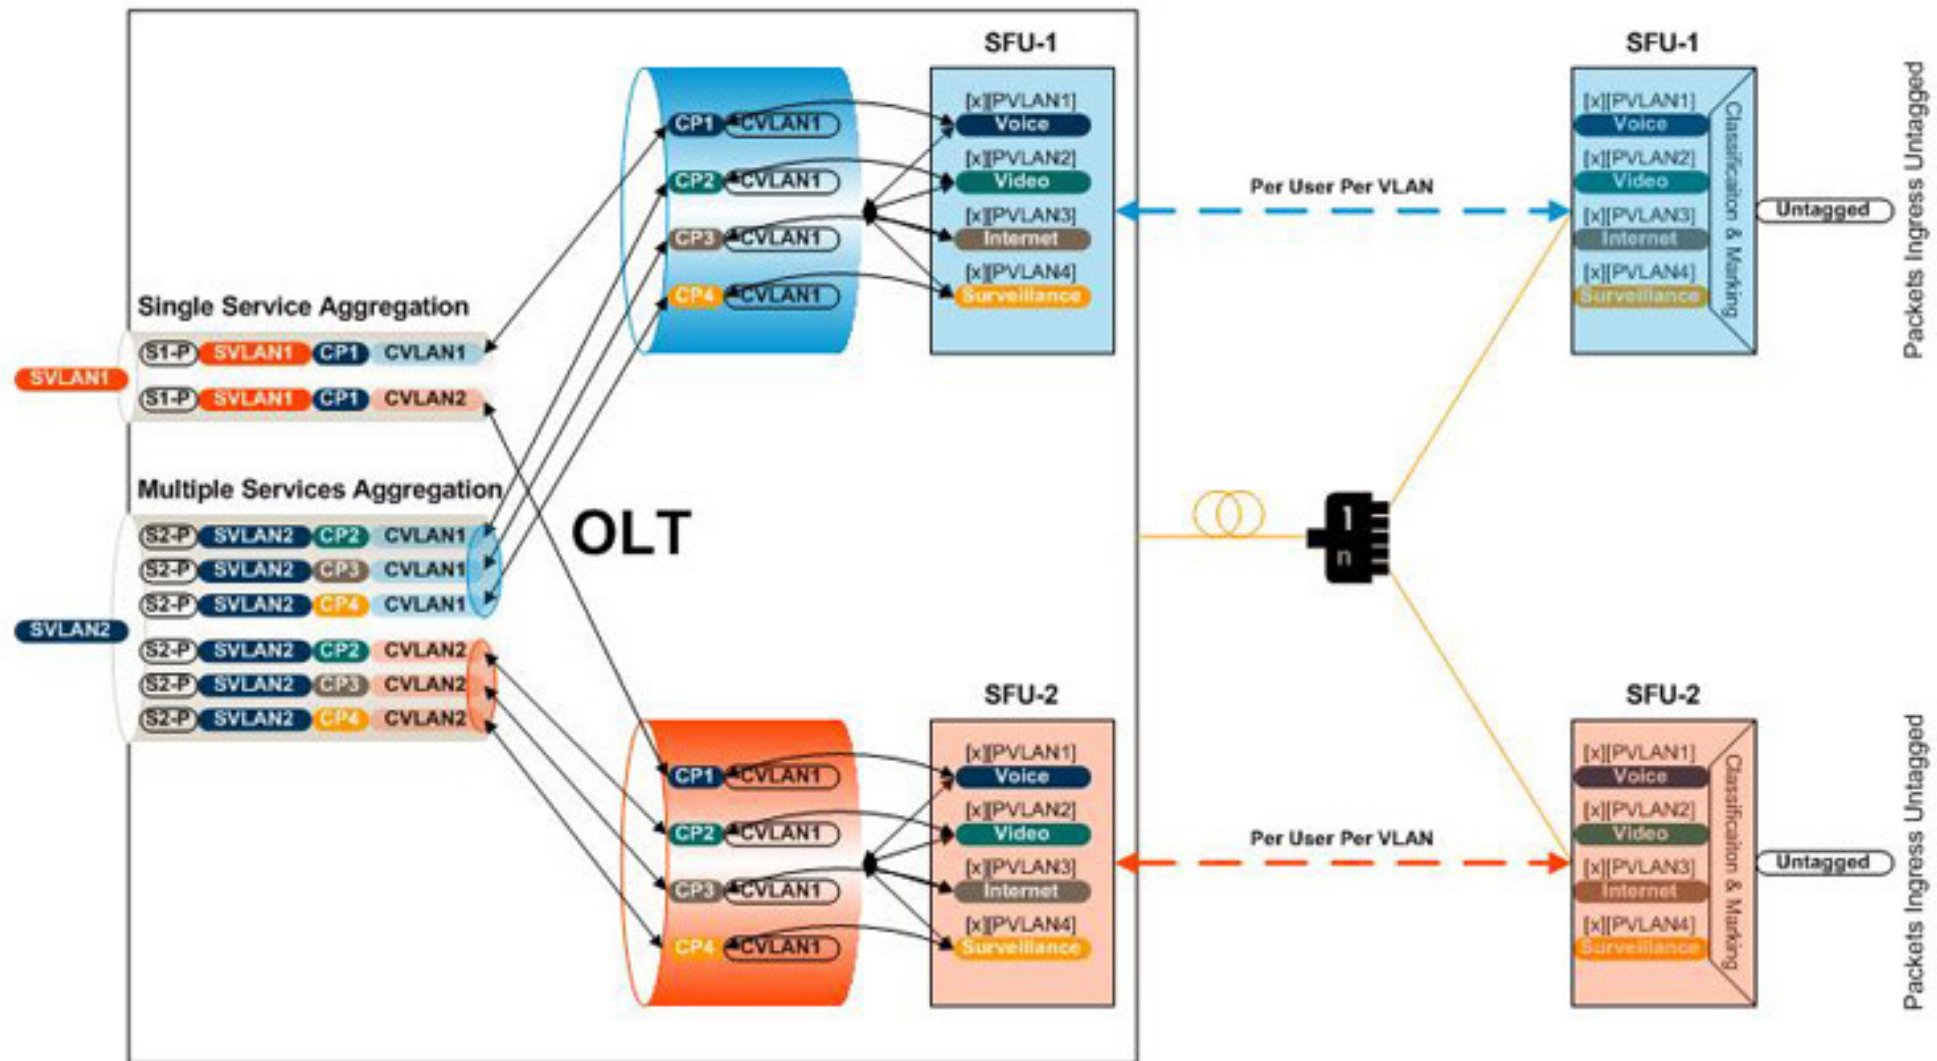 SFU-1
[x][PVLAN1]
Voice
[x][PVLAN2]
Video
[x][PVLAN3]
Internet
[x][PVLAN4]
Surveillance
CP1 CVLAN1
CP2 CVLAN1
CP3 CVLAN1
CP4 CVLAN1
Per User Per VLAN
SFU-1
[x][PVLAN1]
Voice
[x][PVLAN2]
Video
[x][PVLAN3]
Internet
[x][PVLAN4]
Surveillance
Classificaiton & Marking
Untagged
Packets Ingress Untagged
Single Service Aggregation
SVLAN1
S1-P SVLAN1 CP1 CVLAN1
S1-P SVLAN1 CP1 CVLAN2
Multiple Services Aggregation
SVLAN2
S2-P SVLAN2 CP2 CVLAN1
S2-P SVLAN2 CP3 CVLAN1
S2-P SVLAN2 CP4 CVLAN1
S2-P SVLAN2 CP2 CVLAN2
S2-P SVLAN2 CP3 CVLAN2
S2-P SVLAN2 CP4 CVLAN2
OLT
1
n
SFU-2
[x][PVLAN1]
Voice
[x][PVLAN2]
Video
[x][PVLAN3]
Internet
[x][PVLAN4]
Surveillance
CP1 CVLAN1
CP2 CVLAN1
CP3 CVLAN1
CP4 CVLAN1
Per User Per VLAN
SFU-2
[x][PVLAN1]
Voice
[x][PVLAN2]
Video
[x][PVLAN3]
Internet
[x][PVLAN4]
Surveillance
Classificaiton & Marking
Untagged
Packets Ingress Untagged